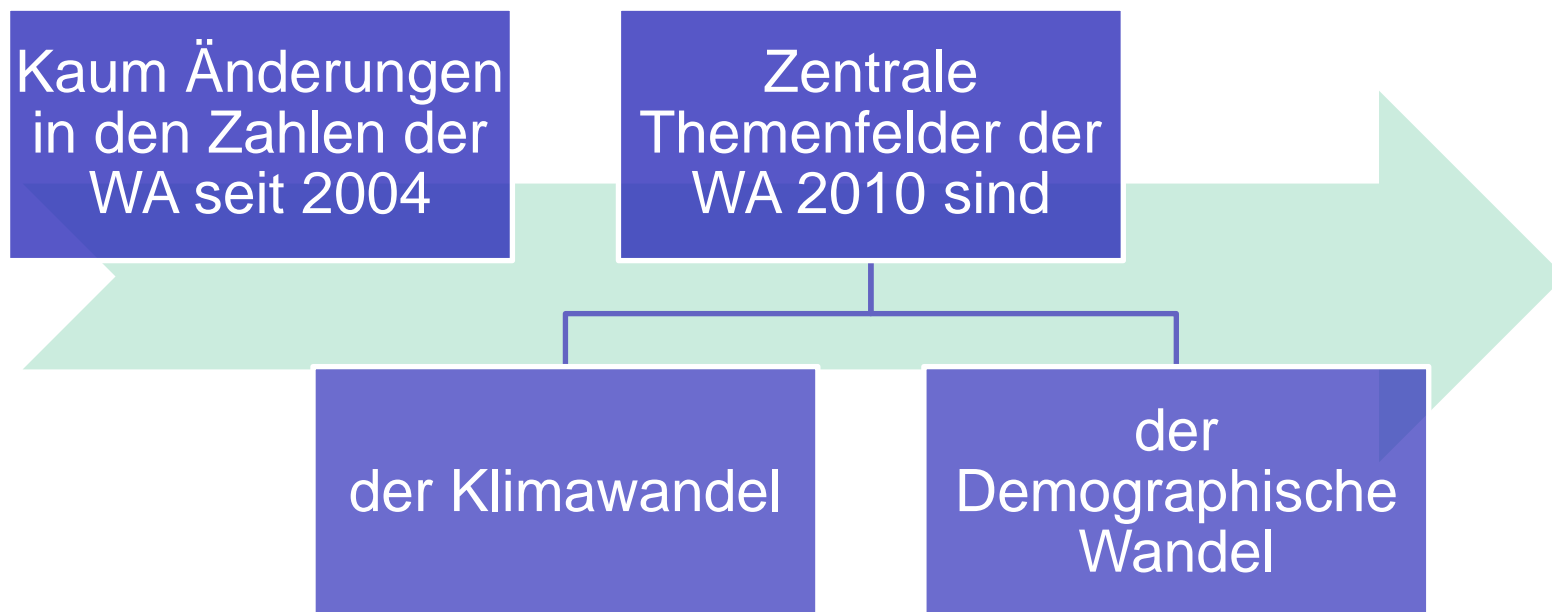 Kaum Änderungen
in den Zahlen der
WA seit 2004
Zentrale
Themenfelder der
WA 2010 sind
der Klimawandel
der
Demographische
Wandel